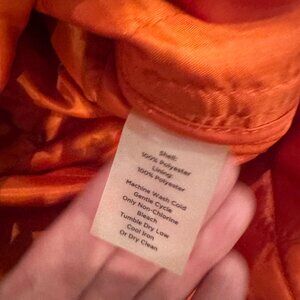 Shell:
100% Polyester
Lining:
100% Polyester
Machine Wash Cold
Gentle Cycle
Only Non-Chlorine
Bleach
Tumble Dry Low
Cool Iron
Or Dry Clean